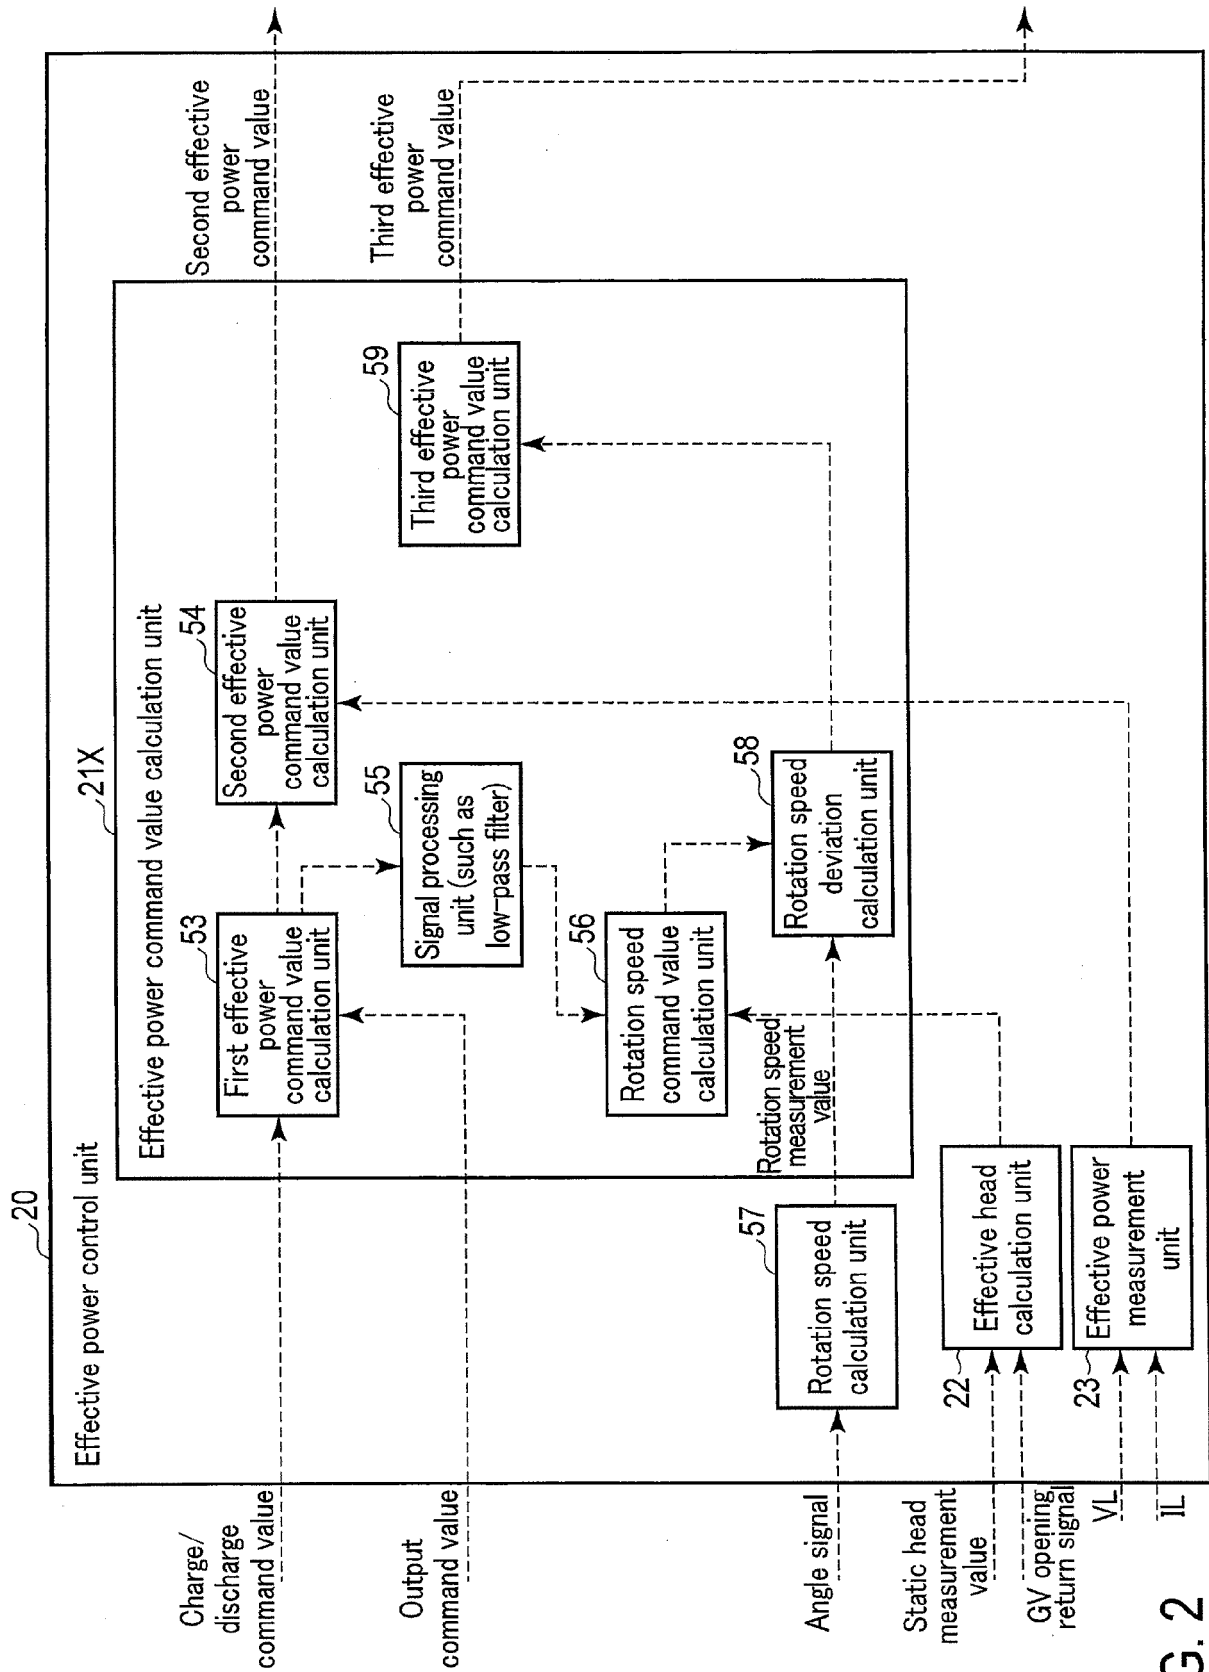 20
Effective power control unit
21X
Effective power command value calculation unit
Charge/
discharge
command value
53
First effective
power
command value
calculation unit
54
Second effective
power
command value
calculation unit
Second effective
power
command value
Output
command value
55
Signal processing
unit (such as
low-pass filter)
59
Third effective
power
command value
calculation unit
Third effective
power
command value
56
Rotation speed
command value
calculation unit
Angle signal
57
Rotation speed
calculation unit
Rotation speed
measurement
value
58
Rotation speed
deviation
calculation unit
Static head
measurement
value
GV opening
return signal
22
Effective head
calculation unit
VL
IL
23
Effective power
measurement
unit
G. 2